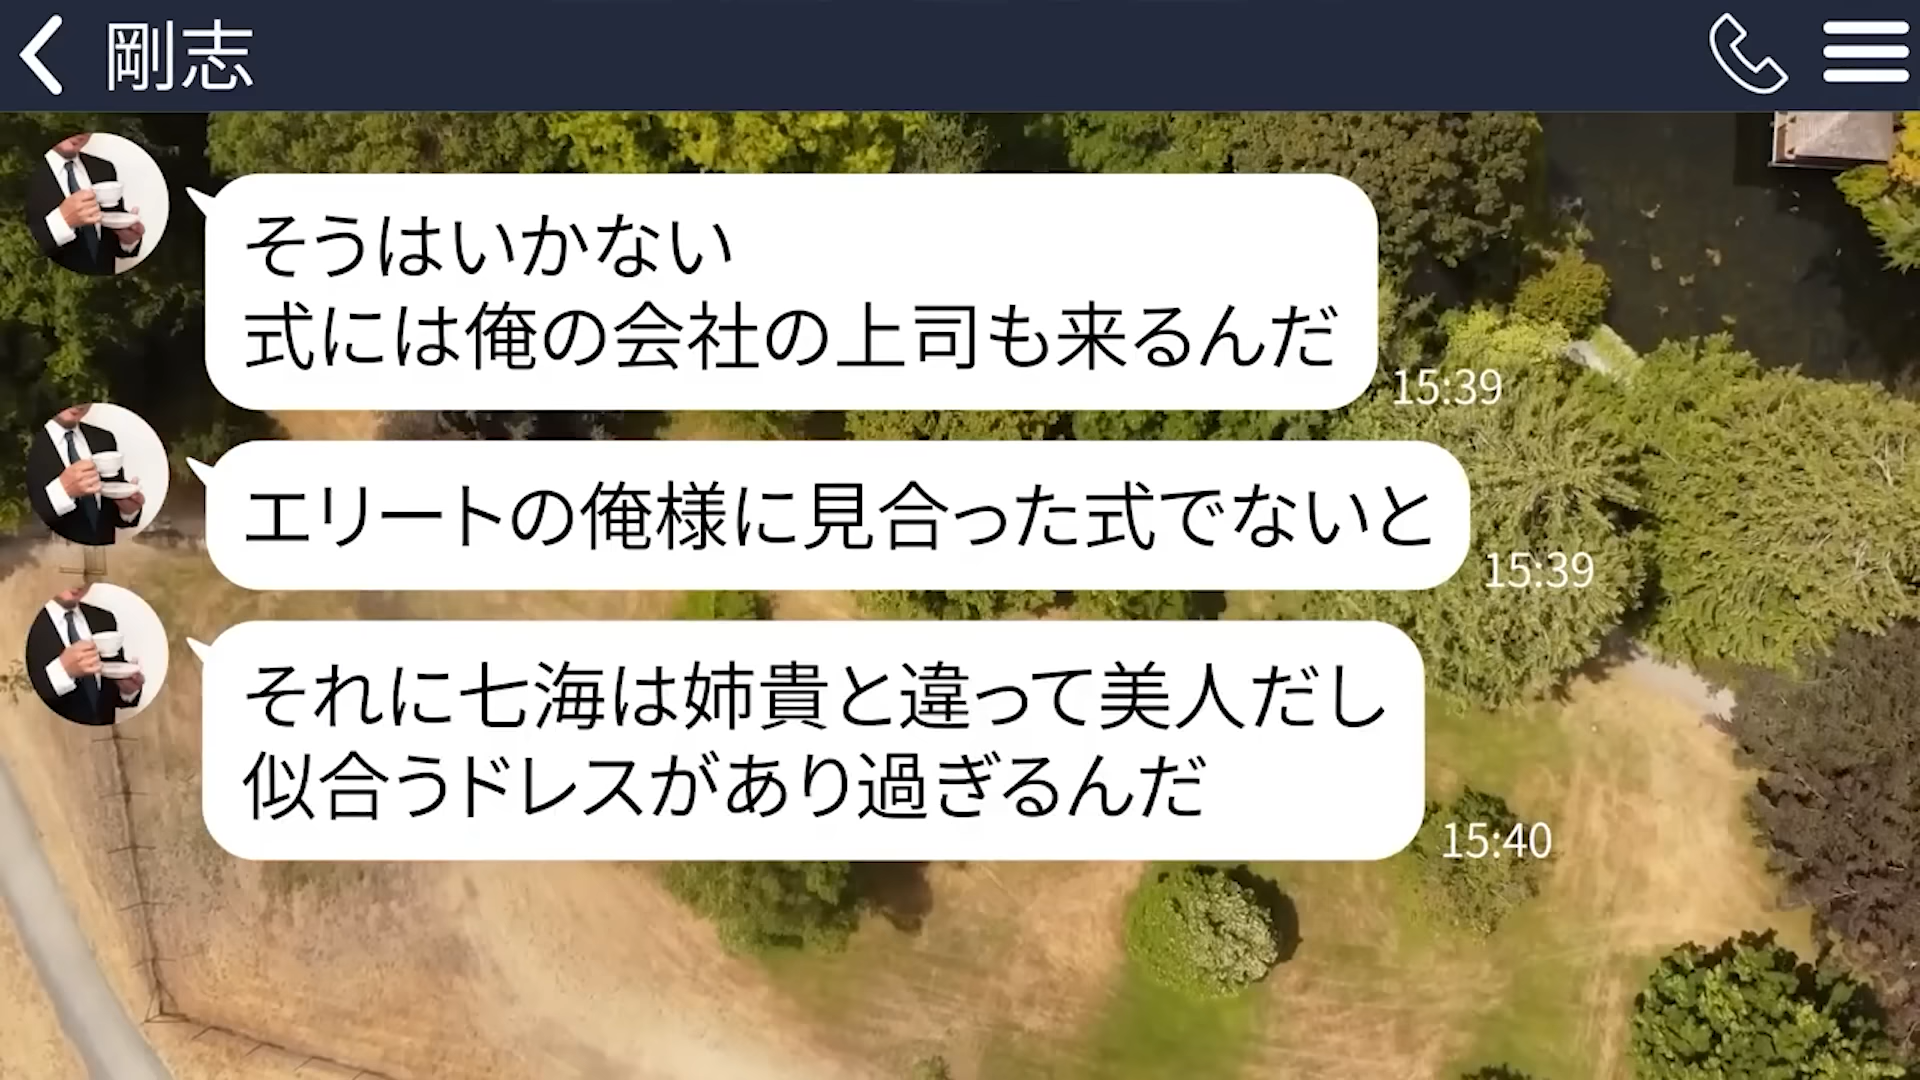 剛志
そうはいかない
式には俺の会社の上司も来るんだ
15:39
エリートの俺様に見合った式でないと
15:39
それに七海は姉貴と違って美人だし
似合うドレスがあり過ぎるんだ
15:40